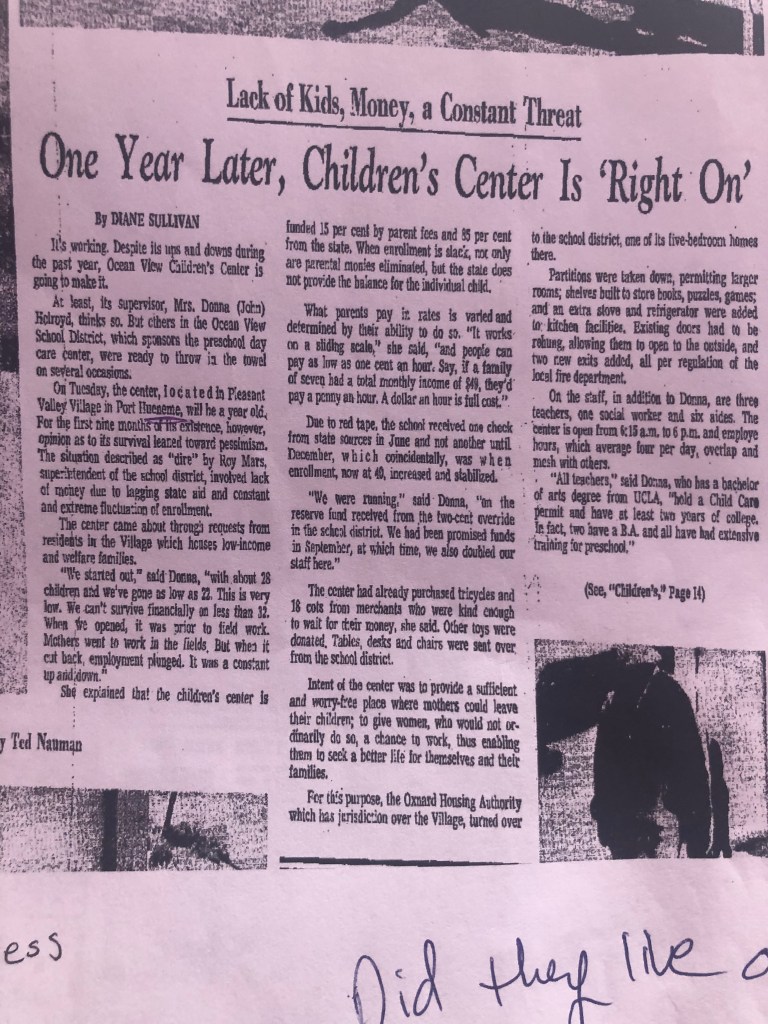 Lack of Kids, Money, a Constant Threat
One Year Later, Children's Center Is 'Right On'
By DIANE SULLIVAN
It's working. Despite its ups and downs during
the past year, Ocean View Children's Center is
going to make it.
At least, its supervisor, Mrs. Donna (John)
Holroyd, thinks so. But others in the Ocean View
School District, which sponsors the preschool day
care center, were ready to throw in the towel
on several occasions.
On Tuesday, the center, located in Pleasant
Valley Village in Port Hueneme, will be a year old.
For the first nine months of its existence, however,
opinion as to its survival leaned toward pessimism.
The situation described as "dire" by Roy Mars,
superintendent of the school district, involved lack
of money due to lagging state aid and constant
and extreme fluctuation of enrollment.
The center came about through requests from
residents in the Village which houses low-income
and welfare families.
"We started out," said Donna, "with about 28
children and we've gone as low as 22. This is very
low. We can't survive financially on less than 32.
When we opened, it was prior to field work.
Mothers went to work in the fields. But when it
cut back, employment plunged. It was a constant
up and down."
She explained that the children's center is
funded 15 per cent by parent fees and 85 per cent
from the state. When enrollment is slack, not only
are parental monies eliminated, but the state does
not provide the balance for the individual child.
What parents pay in rates is varied and
determined by their ability to do so. "It works
on a sliding scale," she said, "and people can
pay as low as one cent an hour. Say, if a family
of seven had a total monthly income of they'd
pay a penny an hour. A dollar an hour is full cost."
Due to red tape, the school received one check
from state sources in June and not another until
December, which coincidentally, was when
enrollment, now at increased and stabilized.
"We were running," said Donna, "on the
reserve fund received from the two-cent override
in the school district. We had been promised funds
in September, at which time, we also doubled our
staff here."
The center had already purchased tricycles and
18 cots from merchants who were kind enough
to wait for their money, she said. Other toys were
donated. Tables, desks and chairs were sent over
from the school district.
Intent of the center was to provide a sufficient
and worry-free place where mothers could leave
their children; to give women, who would not or-
dinarily do so, a chance to work, thus enabling
them to seek a better life for themselves and their
families.
For this purpose, the Oxnard Housing Authority
which has jurisdiction over the Village, turned over
to the school district, one of its five-bedroom homes
there.
Partitions were taken down, permitting larger
rooms; shelves built to store books, puzzles, games;
and an extra stove and refrigerator were added
to kitchen facilities. Existing doors had to be
rehung, allowing them to open to the outside, and
two new exits added, all per regulation of the
local fire department.
On the staff, in addition to Donna, are three
teachers, one social worker and six aides. The
center is open from 6:15 a.m. to 6 p.m. and employe
hours, which average four per day, overlap and
mesh with others.
"All teachers," said Donna, who has a bachelor
of arts degree from UCLA, "hold a Child Care
permit and have at least two years of college.
In fact, two have a B.A. and all have had extensive
training for preschool."
(See, "Children's," Page 14)
y Ted Nauman
ess
Did they like